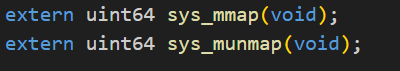 extern uint64 sys_mmap(void);
extern uint64 sys_munmap(void);